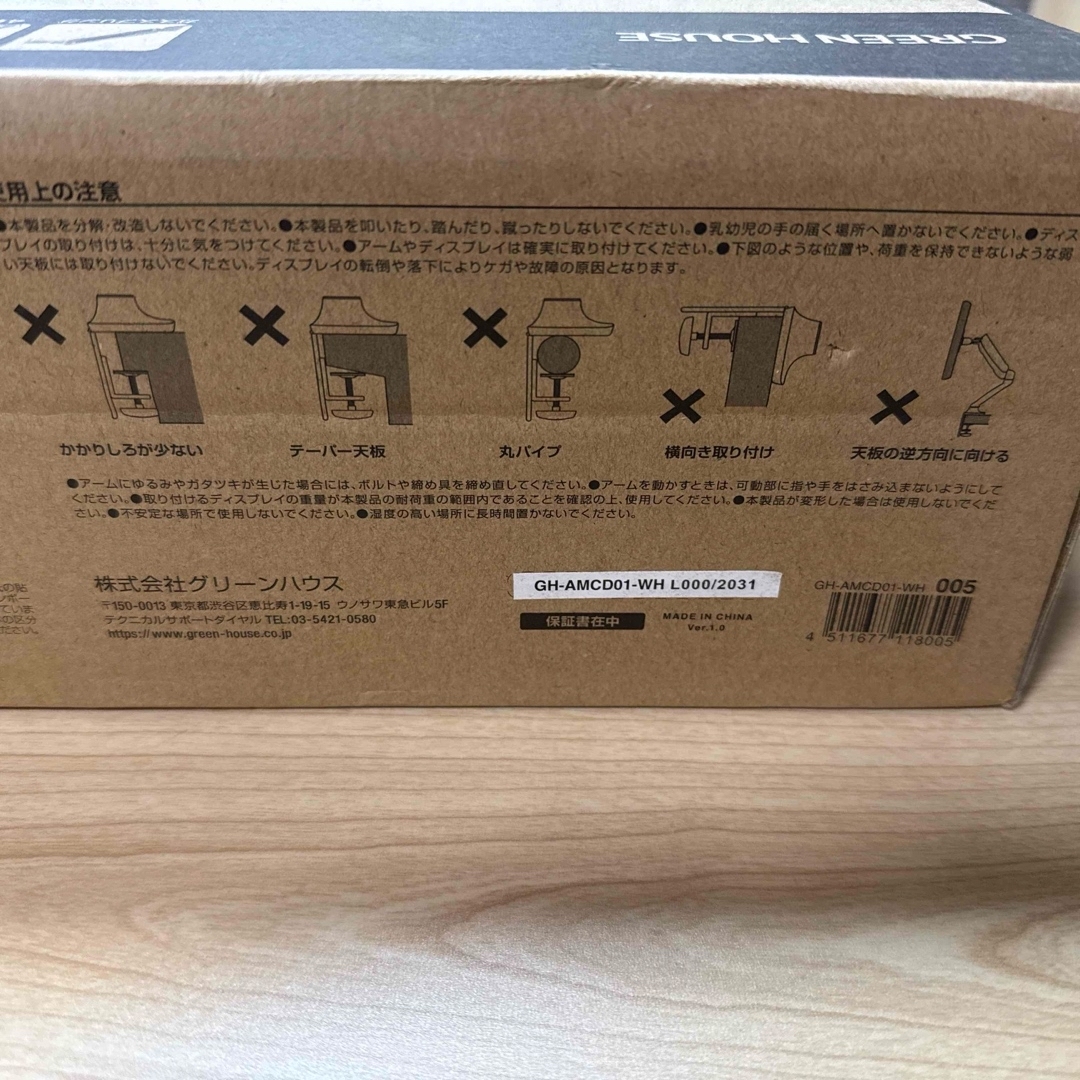 GREEN HOUSE
ガススプリング
使用上の注意
●本製品を分解・改造しないでください。●本製品を叩いたり、踏んだり、蹴ったりしないでください。●乳幼児の手の届く場所へ置かないでください。●ディス
プレイの取り付けは、十分に気をつけてください。●アームやディスプレイは確実に取り付けてください。●下図のような位置や、荷重を保持できないような弱
い天板には取り付けないでください。ディスプレイの転倒や落下によりケガや故障の原因となります。
かかりしろが少ない
テーパー天板
丸パイプ
横向き取り付け
天板の逆方向に向ける
●アームにゆるみやガタツキが生じた場合には、ボルトや締め具を締め直してください。●アームを動かすときは、可動部に指や手をはさみ込まないようにして
ください。●取り付けるディスプレイの重量が本製品の耐荷重の範囲内であることを確認の上、使用してください。●本製品が変形した場合は使用しないでくだ
さい。●不安定な場所で使用しないでください。●湿度の高い場所に長時間置かないでください。
株式会社グリーンハウス
〒150-0013 東京都渋谷区恵比寿1-19-15 ウノサワ東急ビル5F
テクニカルサポートダイヤル TEL:03-5421-0580
https://www.green-house.co.jp
GH-AMCD01-WH L000/2031
保証書在中
MADE IN CHINA
Ver.1.0
GH-AMCD01-WH 005
4 511677 118005